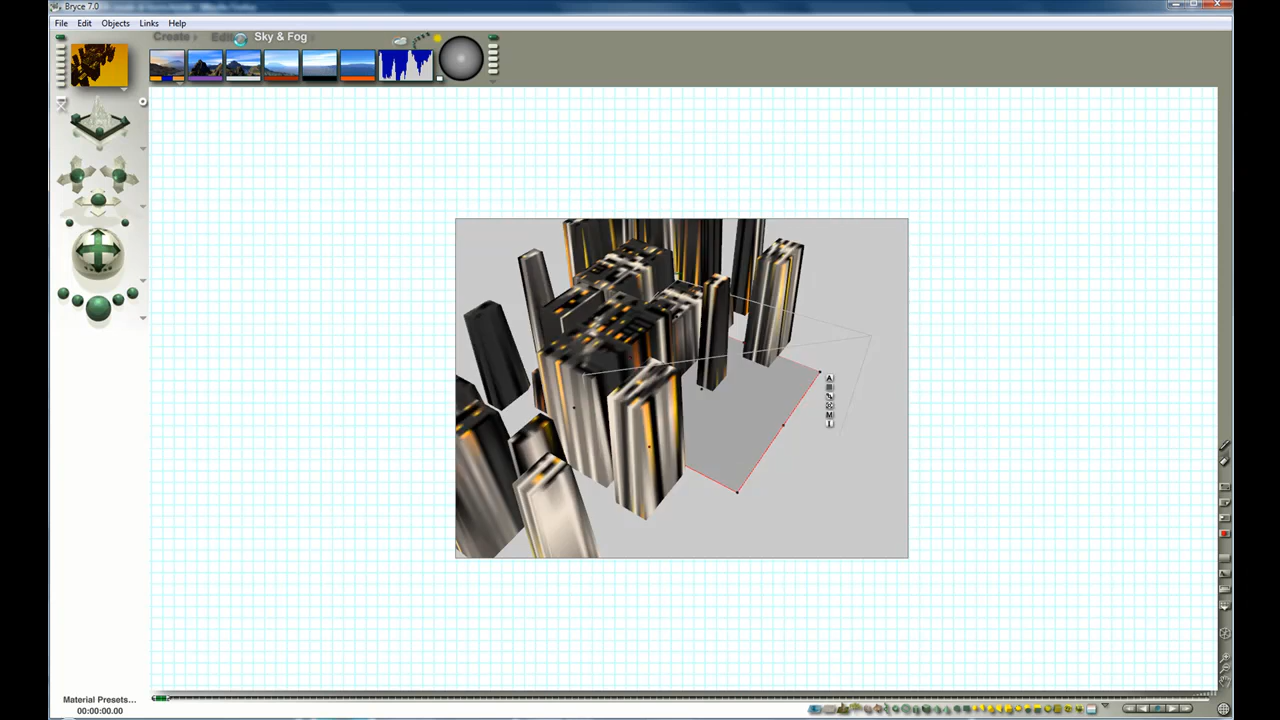 Bryce 7.0
File Edit Objects Links Help
Create Edit Sky & Fog
A
M
Material Presets...
00:00:00.00